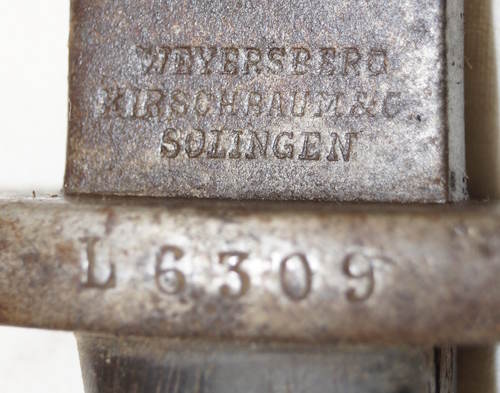 WEYERSBERG
KIRSCHBAUM&C
SOLINGEN
L 6309